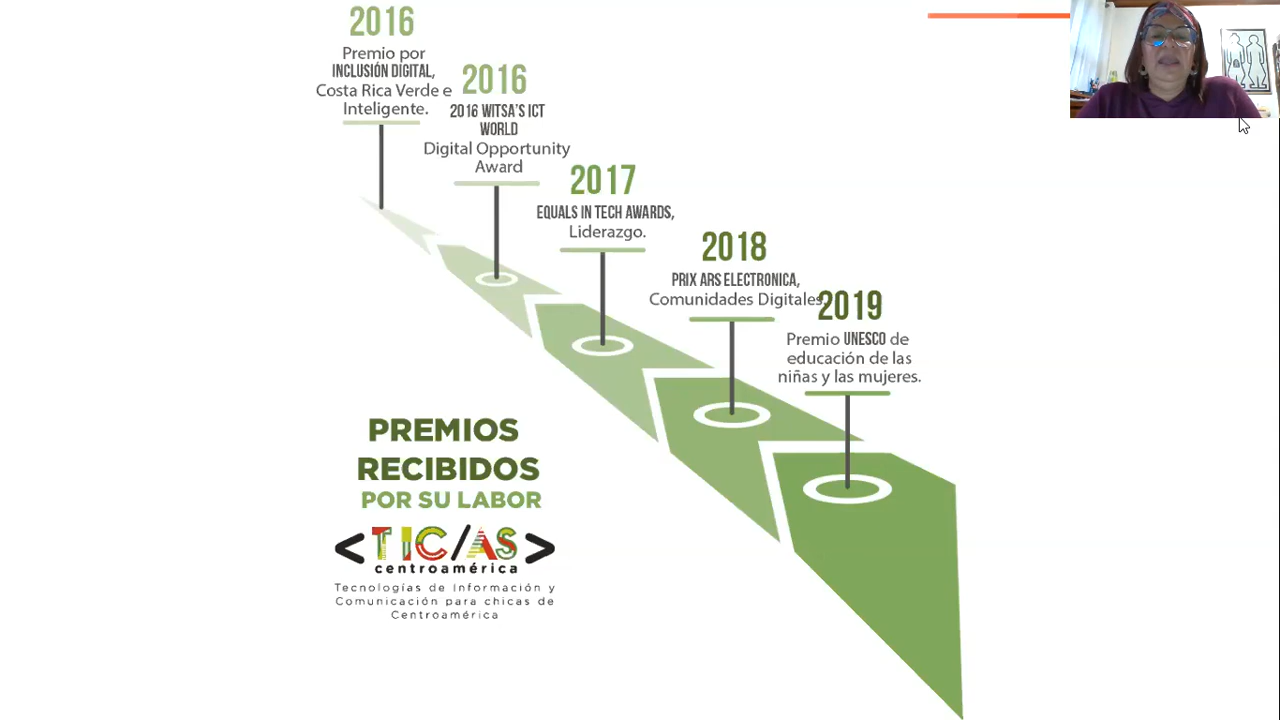 2016
Premio por
INCLUSIÓN DIGITAL,
Costa Rica Verde e
Inteligente.
2016
2016 WITSA'S ICT
WORLD
Digital Opportunity
Award
2017
EQUALS IN TECH AWARDS,
Liderazgo.
2018
PRIX ARS ELECTRONICA,
Comunidades Digitales.
2019
Premio UNESCO de
educación de las
niñas y las mujeres.
PREMIOS
RECIBIDOS
POR SU LABOR
<TIC/AS>
centroamérica
Tecnologías de Información y
Comunicación para chicas de
Centroamérica